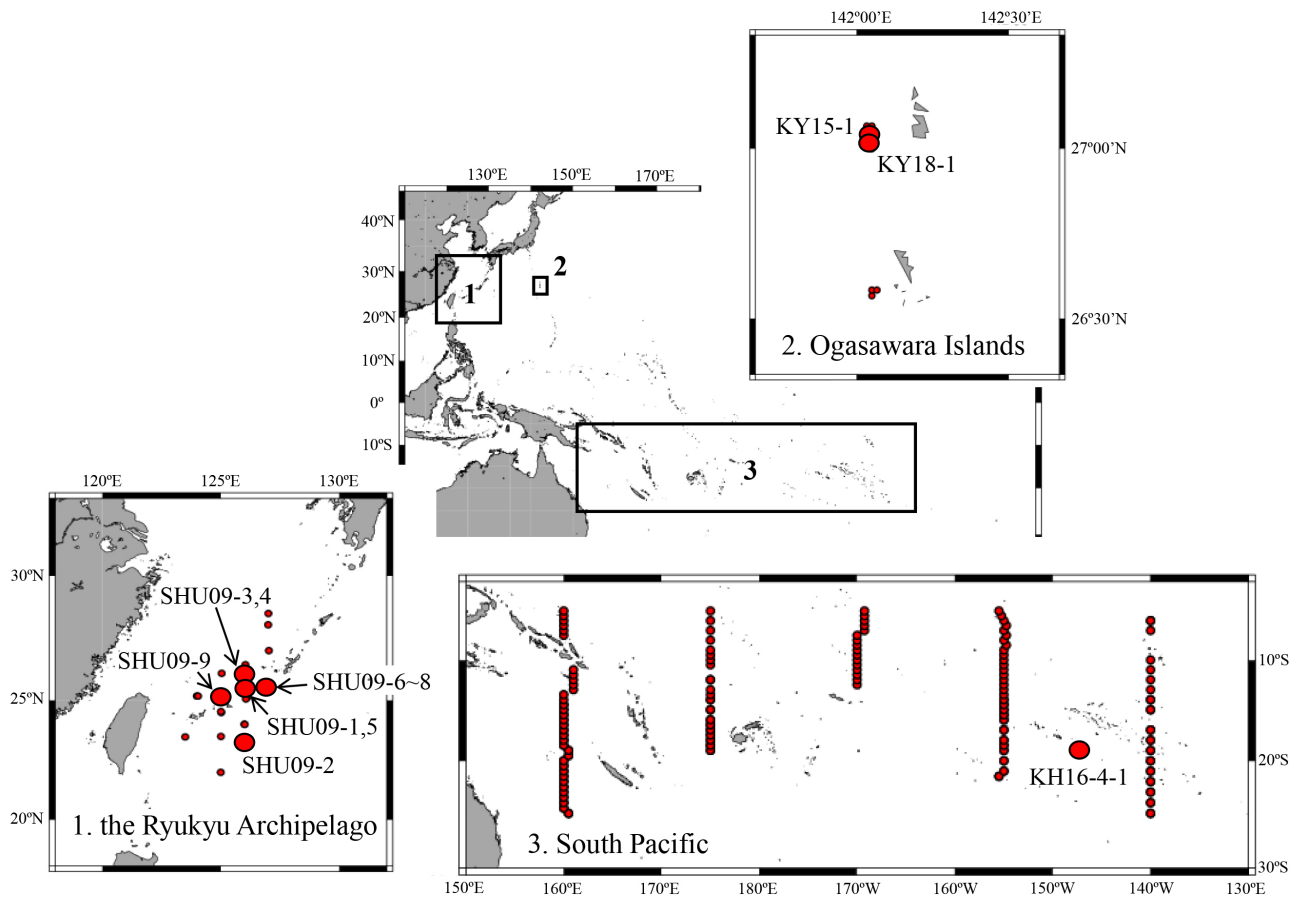 142º00’E 142º30’E
KY15-1
27º00’N
KY18-1
26º30’N
2. Ogasawara Islands
130ºE 150ºE 170ºE
40ºN
30ºN
20ºN
10ºN
0º
10ºS
1
2
3
120ºE 125ºE 130ºE
30ºN
25ºN
20ºN
SHU09-3,4
SHU09-9
SHU09-6~8
SHU09-1,5
SHU09-2
1. the Ryukyu Archipelago
10ºS
20ºS
30ºS
KH16-4-1
3. South Pacific
150ºE 160ºE 170ºE 180ºE 170ºW 160ºW 150ºW 140ºW 130ºE